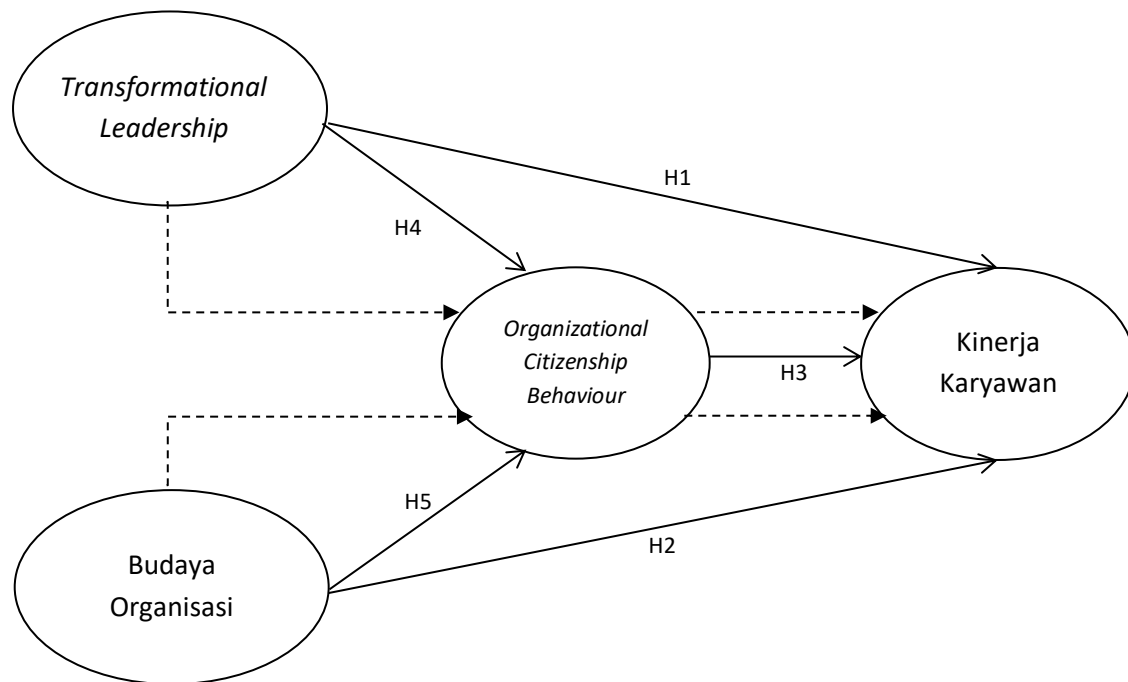 Transformational
Leadership
H1
H4
Organizational
Citizenship
Behaviour
H3
Kinerja
Karyawan
H5
H2
Budaya
Organisasi